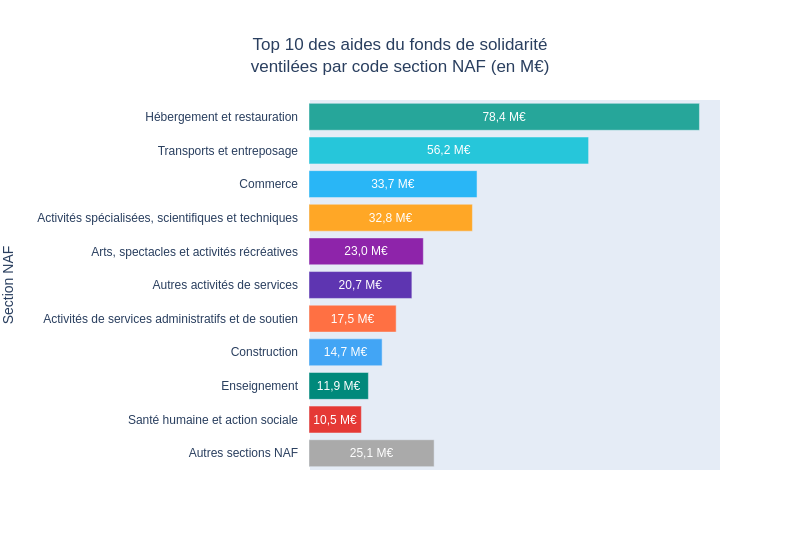 Top 10 des aides du fonds de solidarité
ventilées par code section NAF (en M€)
Section NAF
Hébergement et restauration 78,4 M€
Transports et entreposage 56,2 M€
Commerce 33,7 M€
Activités spécialisées, scientifiques et techniques 32,8 M€
Arts, spectacles et activités récréatives 23,0 M€
Autres activités de services 20,7 M€
Activités de services administratifs et de soutien 17,5 M€
Construction 14,7 M€
Enseignement 11,9 M€
Santé humaine et action sociale 10,5 M€
Autres sections NAF 25,1 M€